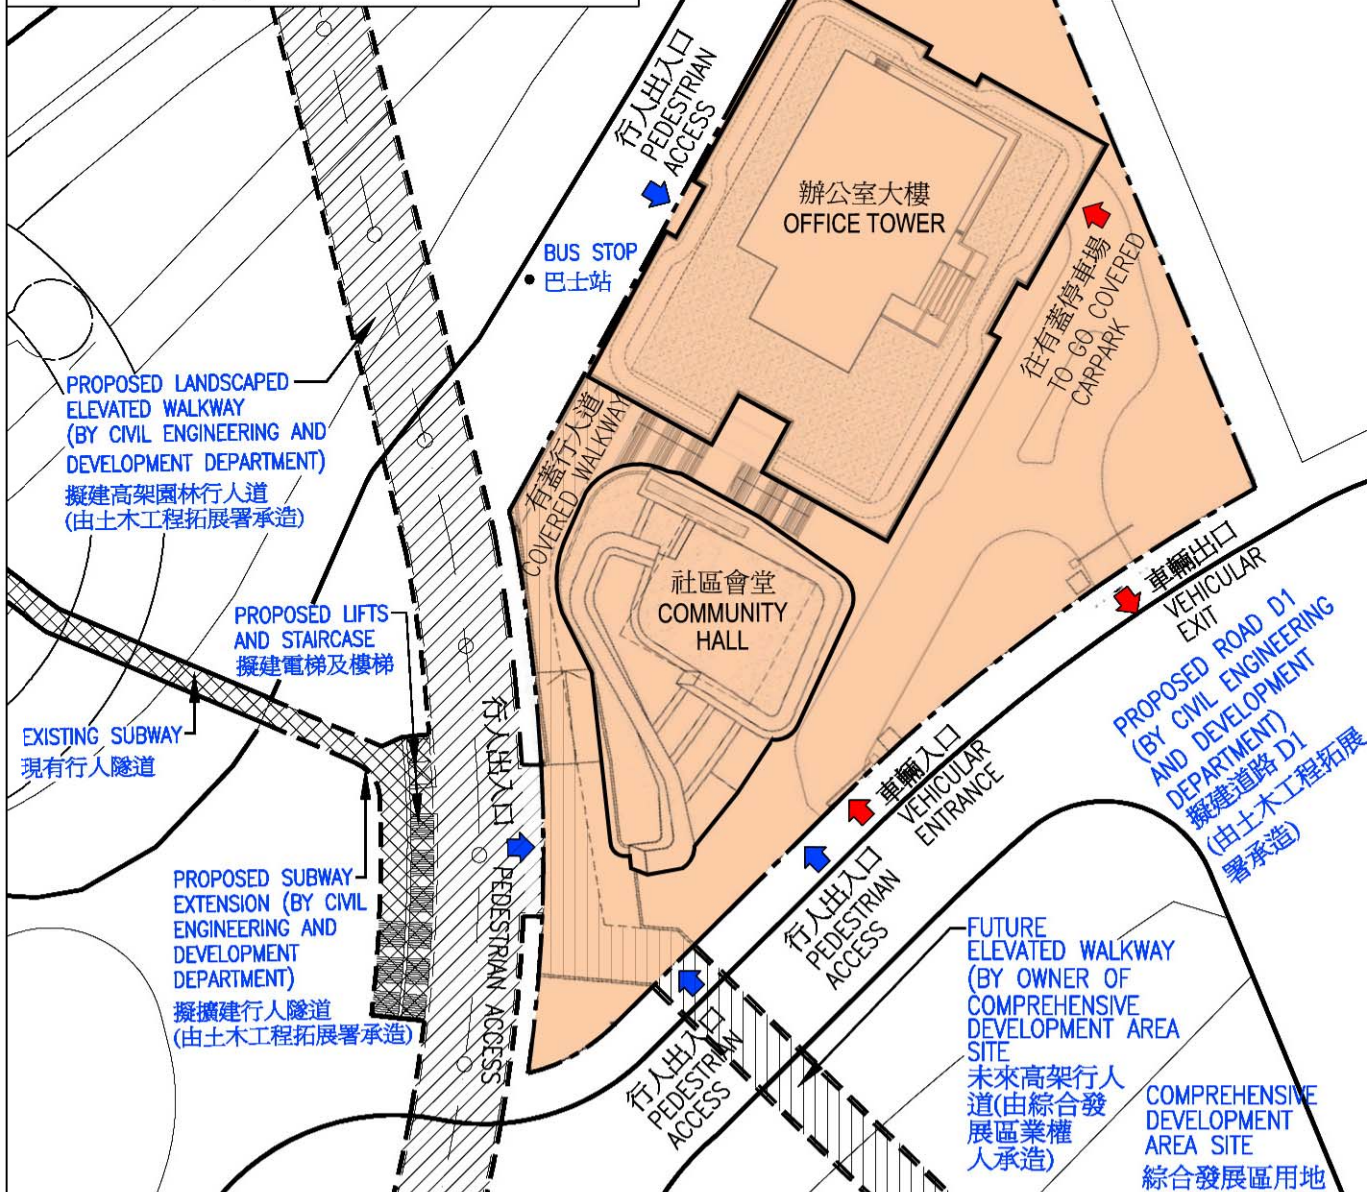 行人出入口
PEDESTRIAN
ACCESS
辦公室大樓
OFFICE TOWER
BUS STOP
巴士站
往有蓋停車場
TO GO COVERED
CARPARK
PROPOSED LANDSCAPED
ELEVATED WALKWAY
(BY CIVIL ENGINEERING AND
DEVELOPMENT DEPARTMENT)
擬建高架園林行人道
(由土木工程拓展署承造)
有蓋行人道
COVERED WALKWAY
社區會堂
COMMUNITY
HALL
車輛出口
VEHICULAR
EXIT
PROPOSED LIFTS
AND STAIRCASE
擬建電梯及樓梯
PROPOSED ROAD D1
(BY CIVIL ENGINEERING
AND DEVELOPMENT
DEPARTMENT)
擬建道路 D1
(由土木工程拓展
署承造)
EXISTING SUBWAY
現有行人隧道
行人出入口
PEDESTRIAN ACCESS
車輛入口
VEHICULAR
ENTRANCE
PROPOSED SUBWAY
EXTENSION (BY CIVIL
ENGINEERING AND
DEVELOPMENT
DEPARTMENT)
擬擴建行人隧道
(由土木工程拓展署承造)
行人出入口
PEDESTRIAN
ACCESS
行人出入口
PEDESTRIAN
ACCESS
FUTURE
ELEVATED WALKWAY
(BY OWNER OF
COMPREHENSIVE
DEVELOPMENT AREA
SITE
未來高架行人
道(由綜合發
展區業權
人承造)
COMPREHENSIVE
DEVELOPMENT
AREA SITE
綜合發展區用地